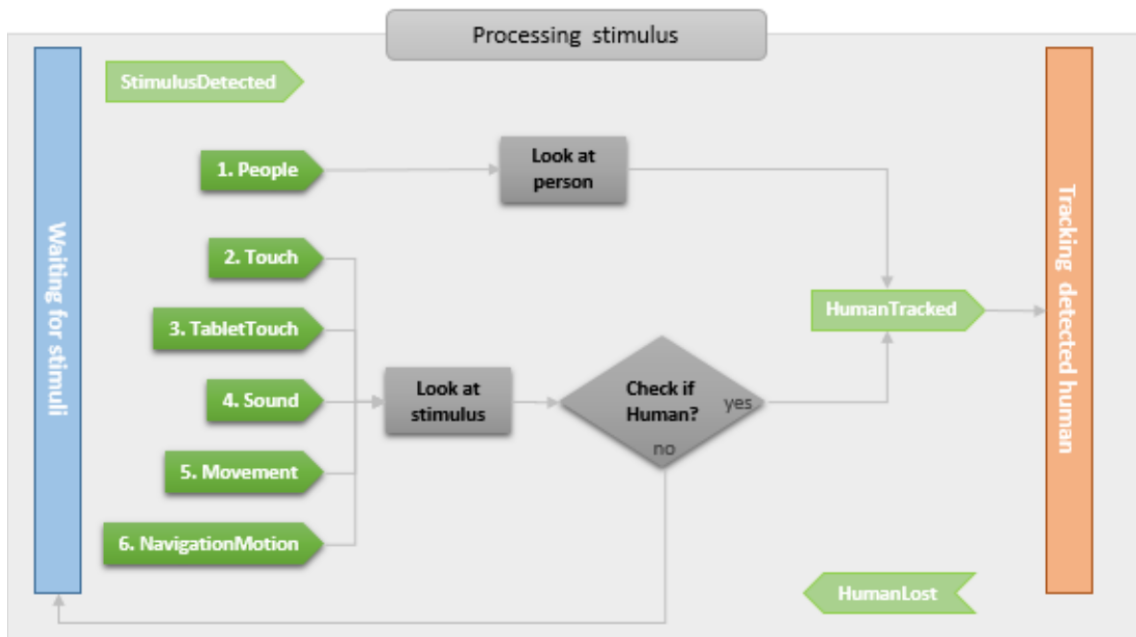 Processing stimulus
StimulusDetected
Waiting for stimuli
1. People
Look at
person
2. Touch
3. TabletTouch
4. Sound
5. Movement
6. NavigationMotion
Look at
stimulus
Check if
Human?
yes
no
HumanTracked
HumanLost
Tracking detected human